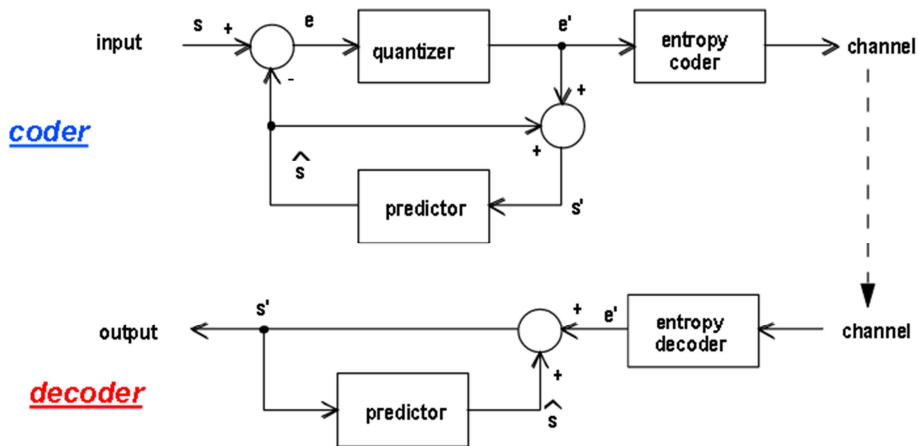 s + e e'
input quantizer entropy coder channel
-
+
coder
+
ŝ
predictor s'
s' + e'
output entropy decoder channel
+
decoder predictor ŝ